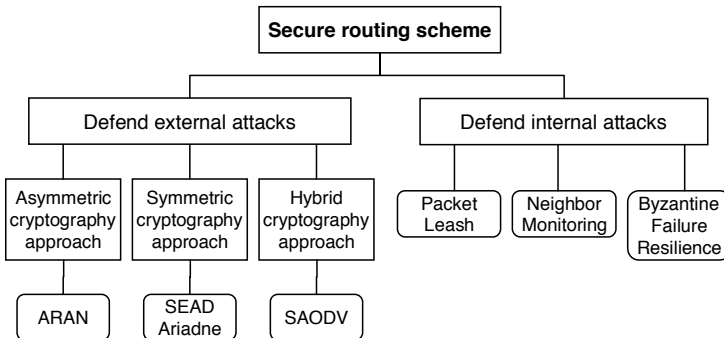 Secure routing scheme
Defend external attacks
Defend internal attacks
Asymmetric
cryptography
approach
Symmetric
cryptography
approach
Hybrid
cryptography
approach
Packet
Leash
Neighbor
Monitoring
Byzantine
Failure
Resilience
ARAN
SEAD
Ariadne
SAODV